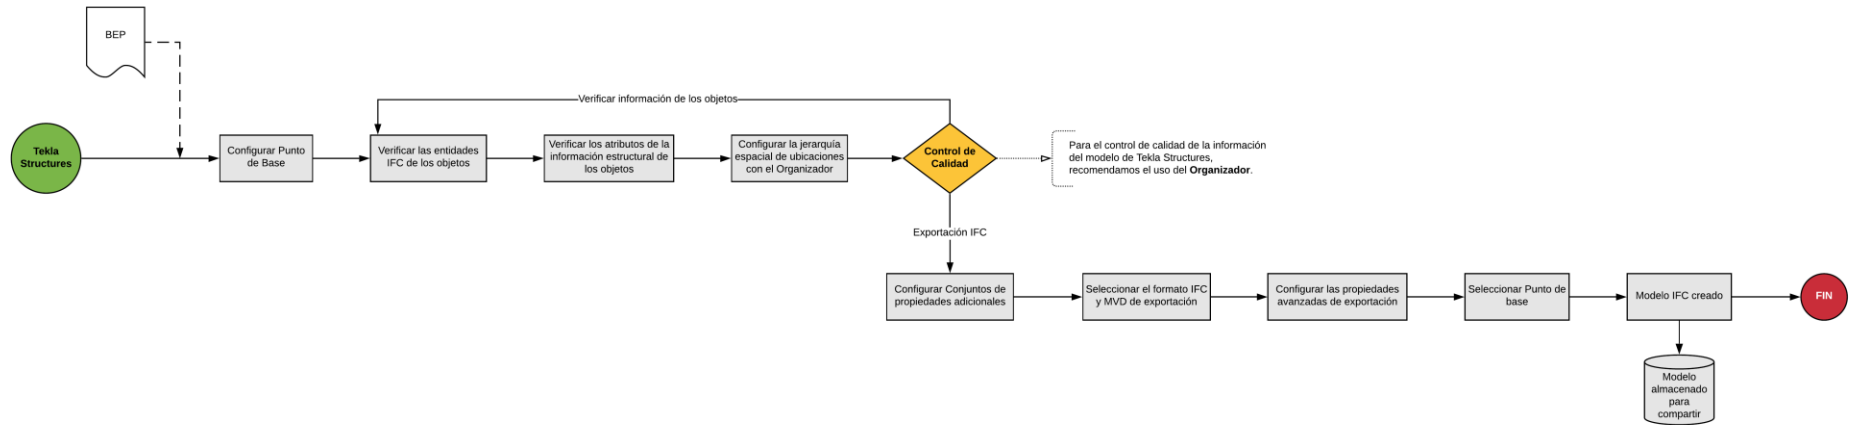 BEP
Verificar información de los objetos
Tekla
Structures
Configurar Punto
de Base
Verificar las entidades
IFC de los objetos
Verificar los atributos de la
información estructural de
los objetos
Configurar la jerarquía
espacial de ubicaciones
con el Organizador
Control de
Calidad
Para el control de calidad de la información
del modelo de Tekla Structures,
recomendamos el uso del Organizador.
Exportación IFC
Configurar Conjuntos de
propiedades adicionales
Seleccionar el formato IFC
y MVD de exportación
Configurar las propiedades
avanzadas de exportación
Seleccionar Punto de
base
Modelo IFC creado
FIN
Modelo
almacenado
para
compartir